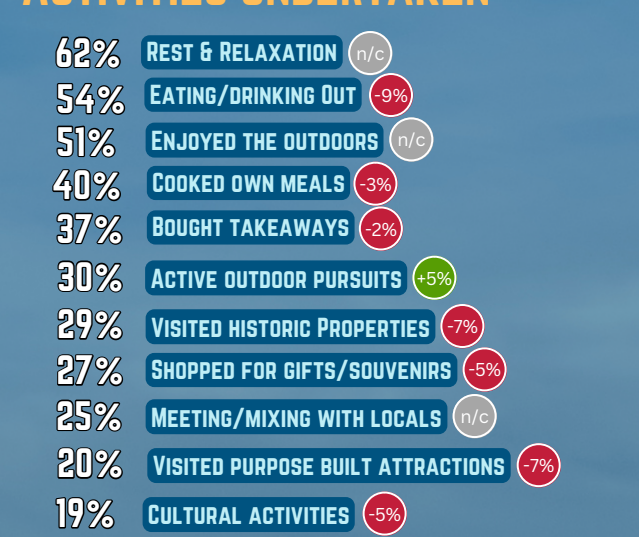 ACTIVITIES UNDERTAKEN
62% REST & RELAXATION n/c
54% EATING/DRINKING OUT -9%
51% ENJOYED THE OUTDOORS n/c
40% COOKED OWN MEALS -3%
37% BOUGHT TAKEAWAYS -2%
30% ACTIVE OUTDOOR PURSUITS +5%
29% VISITED HISTORIC PROPERTIES -7%
27% SHOPPED FOR GIFTS/SOUVENIRS -5%
25% MEETING/MIXING WITH LOCALS n/c
20% VISITED PURPOSE BUILT ATTRACTIONS -7%
19% CULTURAL ACTIVITIES -5%